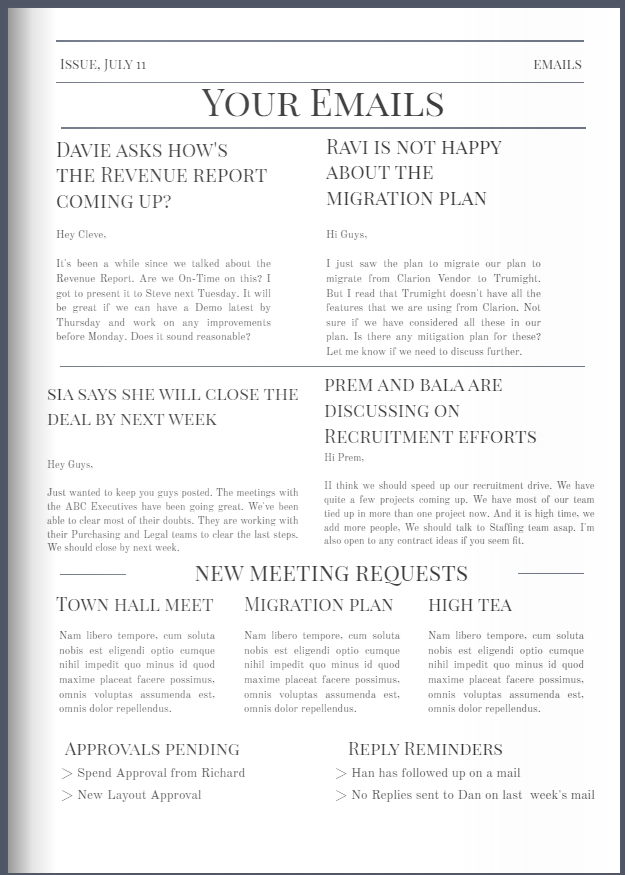 Issue, July 11
EMAILS
Your Emails
Davie asks how's
the Revenue report
coming up?
Hey Cleve,
It's been a while since we talked about the
Revenue Report. Are we On-Time on this? I
got to present it to Steve next Tuesday. It will
be great if we can have a Demo latest by
Thursday and work on any improvements
before Monday. Does it sound reasonable?
Ravi is not happy
about the
migration plan
Hi Guys,
I just saw the plan to migrate our plan to
migrate from Clarion Vendor to Trumight.
But I read that Trumight doesn't have all the
features that we are using from Clarion. Not
sure if we have considered all these in our
plan. Is there any mitigation plan for these?
Let me know if we need to discuss further.
sia says she will close the
deal by next week
Hey Guys,
Just wanted to keep you guys posted. The meetings with
the ABC Executives have been going great. We've been
able to clear most of their doubts. They are working with
their Purchasing and Legal teams to clear the last steps.
We should close by next week.
prem and bala are
discussing on
Recruitment efforts
Hi Prem,
II think we should speed up our recruitment drive. We have
quite a few projects coming up. We have most of our team
tied up in more than one project now. And it is high time, we
add more people, We should talk to Staffing team asap. I'm
also open to any contract ideas if you seem fit.
NEW MEETING REQUESTS
Town hall meet
Nam libero tempore, cum soluta
nobis est eligendi optio cumque
nihil impedit quo minus id quod
maxime placeat facere possimus,
omnis voluptas assumenda est,
omnis dolor repellendus.
Migration plan
Nam libero tempore, cum soluta
nobis est eligendi optio cumque
nihil impedit quo minus id quod
maxime placeat facere possimus,
omnis voluptas assumenda est,
omnis dolor repellendus.
high tea
Nam libero tempore, cum soluta
nobis est eligendi optio cumque
nihil impedit quo minus id quod
maxime placeat facere possimus,
omnis voluptas assumenda est,
omnis dolor repellendus.
Approvals pending
> Spend Approval from Richard
> New Layout Approval
Reply Reminders
> Han has followed up on a mail
> No Replies sent to Dan on last week's mail